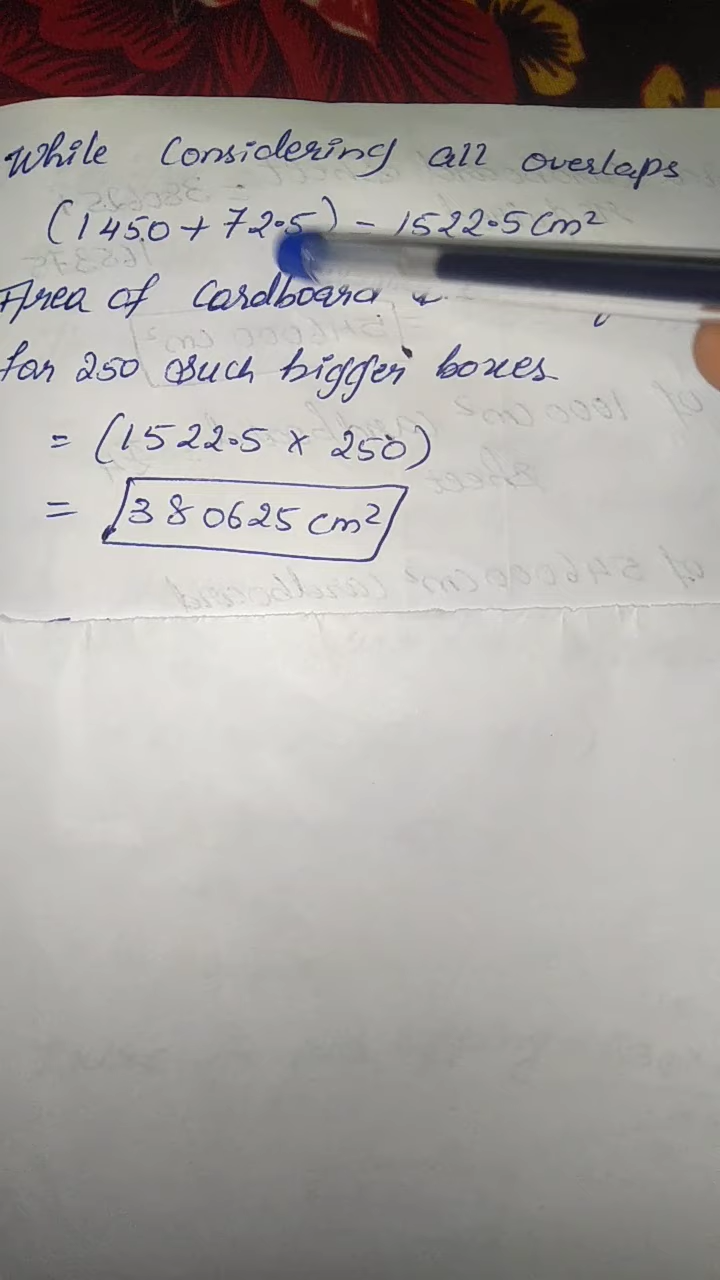 While Considering all overlaps
(1450 + 72.5) - 1522.5 cm²
Area of Cardboard
for 250 such bigger boxes
= (1522.5 x 250)
= 380625 cm²